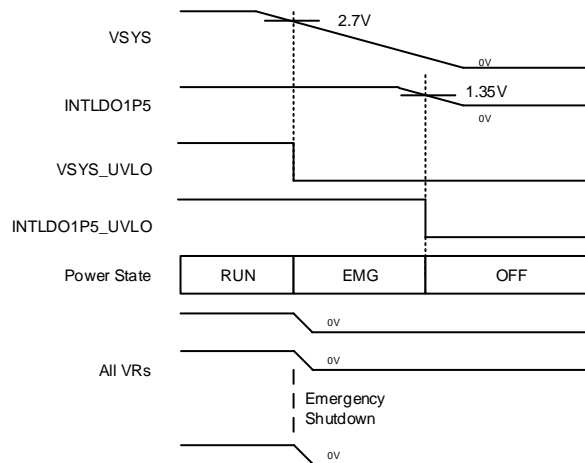 VSYS
2.7V
0V
INTLDO1P5
1.35V
0V
VSYS_UVLO
INTLDO1P5_UVLO
Power State
RUN
EMG
OFF
0V
All VRs
0V
Emergency
Shutdown
0V